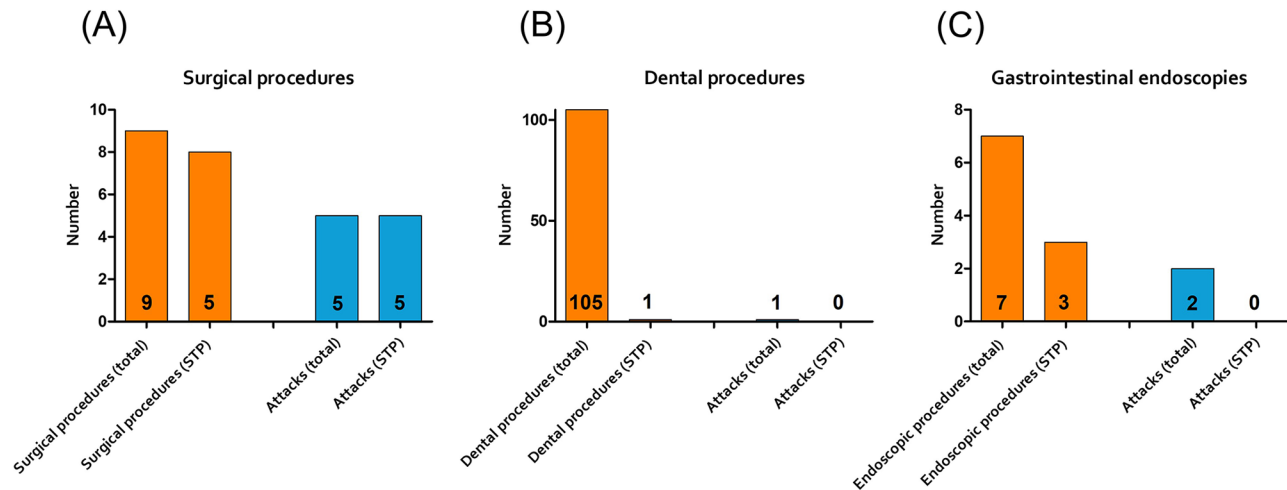 (A)
Surgical procedures
Number
10
8
6
4
2
0
9
5
5
5
Surgical procedures (total)
Surgical procedures (STP)
Attacks (total)
Attacks (STP)
(B)
Dental procedures
Number
100
50
0
105
1
1
0
Dental procedures (total)
Dental procedures (STP)
Attacks (total)
Attacks (STP)
(C)
Gastrointestinal endoscopies
Number
8
6
4
2
0
7
3
2
0
Endoscopic procedures (total)
Endoscopic procedures (STP)
Attacks (total)
Attacks (STP)